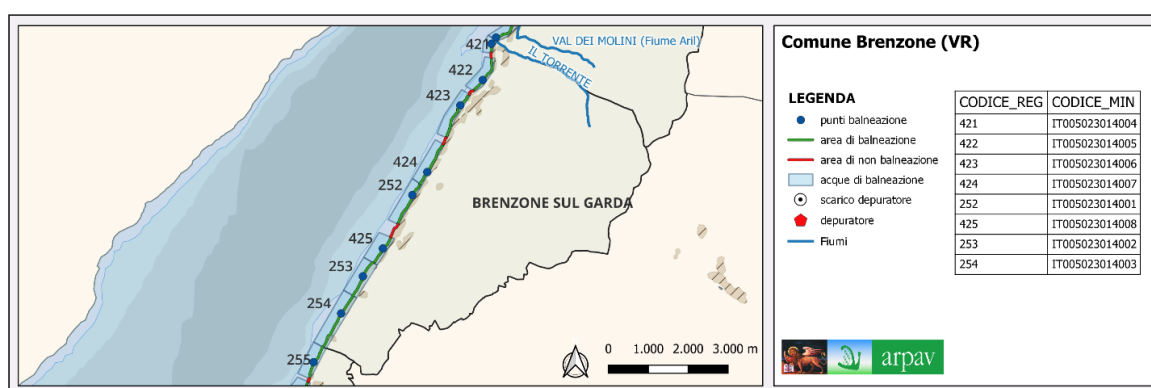 421
VAL DEI MOLINI (Fiume Aril)
IL TORRENTE
422
423
424
252
BRENZONE SUL GARDA
425
253
254
255
0 1.000 2.000 3.000 m
Comune Brenzone (VR)
LEGENDA
punti balneazione
area di balneazione
area di non balneazione
acque di balneazione
scarico depuratore
depuratore
Fiumi
CODICE_REG CODICE_MIN
421 IT005023014004
422 IT005023014005
423 IT005023014006
424 IT005023014007
252 IT005023014001
425 IT005023014008
253 IT005023014002
254 IT005023014003
arpav